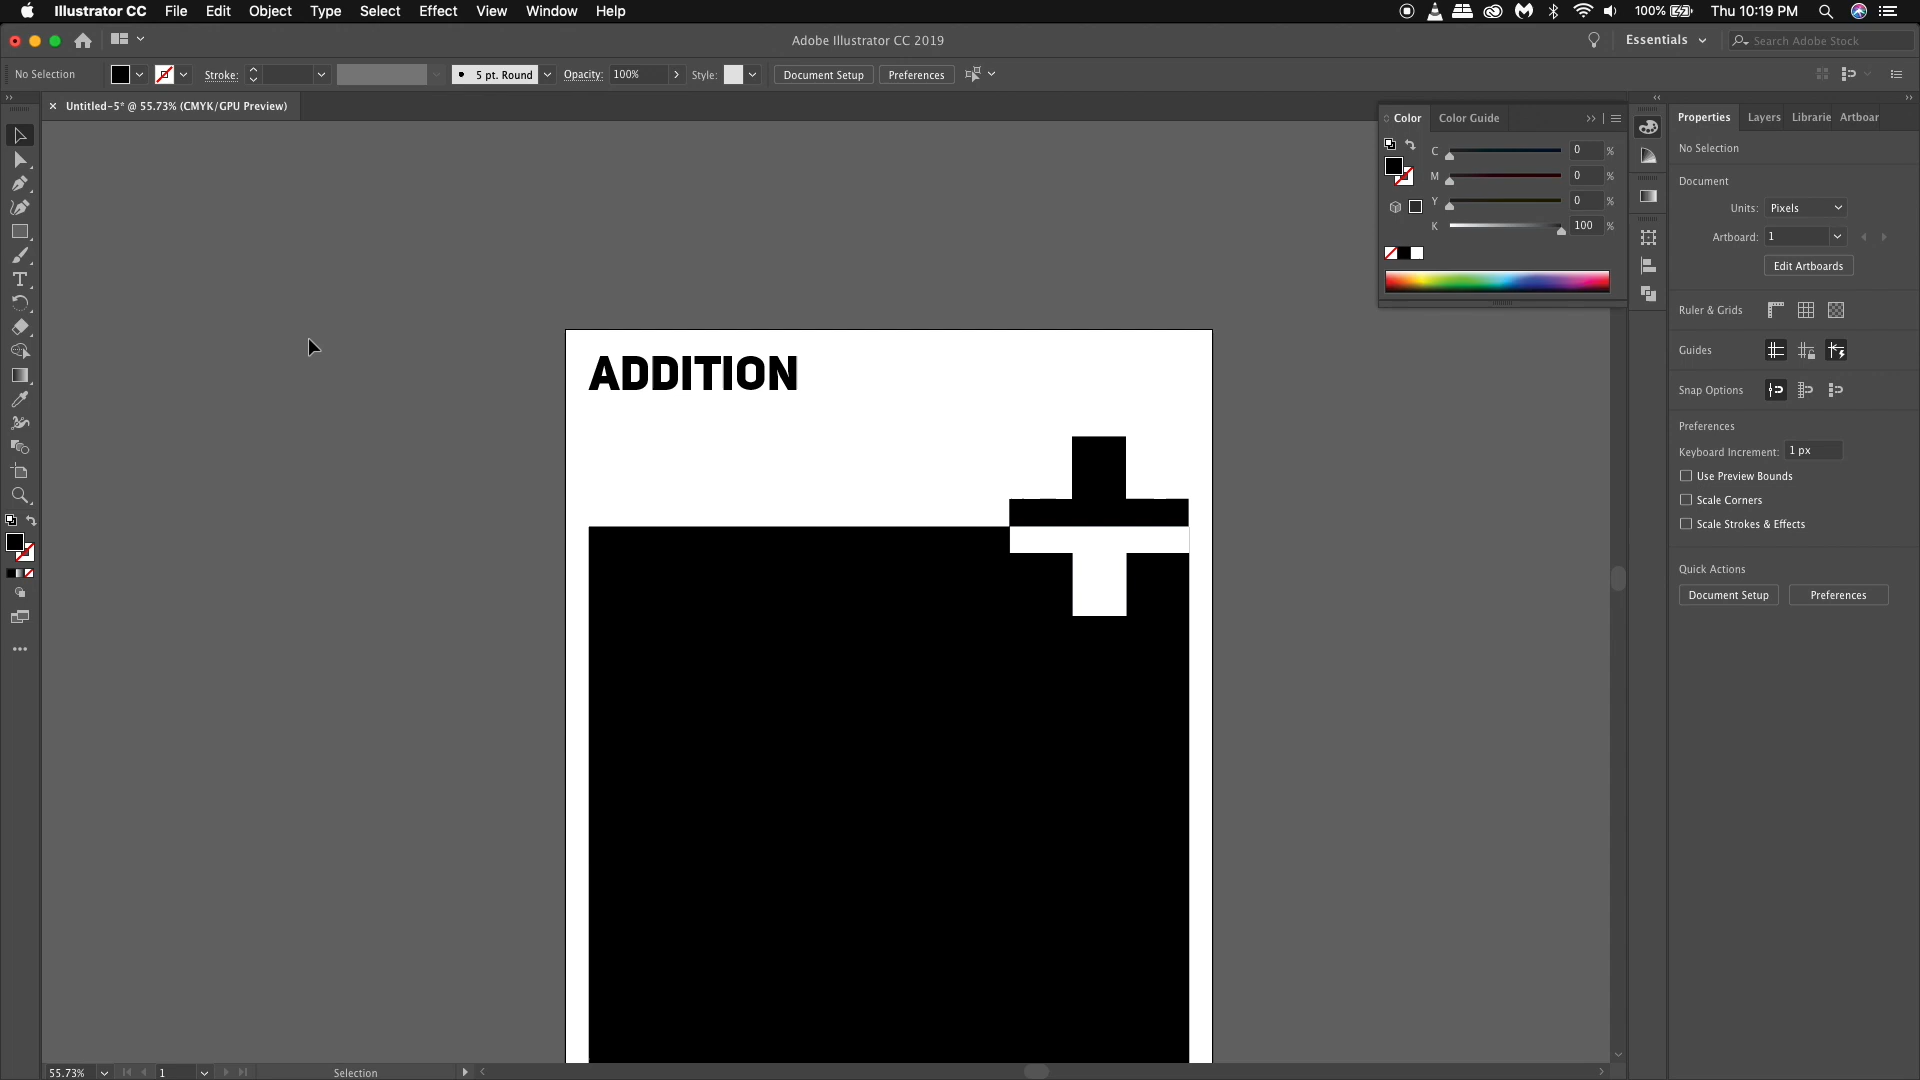 Illustrator CC File Edit Object Type Select Effect View Window Help 100% Thu 10:19 PM
Adobe Illustrator CC 2019 Essentials Search Adobe Stock
No Selection Stroke: 5 pt. Round Opacity: 100% Style: Document Setup Preferences
× Untitled-5* @ 55.73% (CMYK/GPU Preview)
Color Color Guide
C 0 %
M 0 %
Y 0 %
K 100 %
Properties Layers Librarie Artboar
No Selection
Document
Units: Pixels
Artboard: 1
Edit Artboards
Ruler & Grids
Guides
Snap Options
Preferences
Keyboard Increment: 1 px
Use Preview Bounds
Scale Corners
Scale Strokes & Effects
Quick Actions
Document Setup Preferences
ADDITION
55.73% 1 Selection